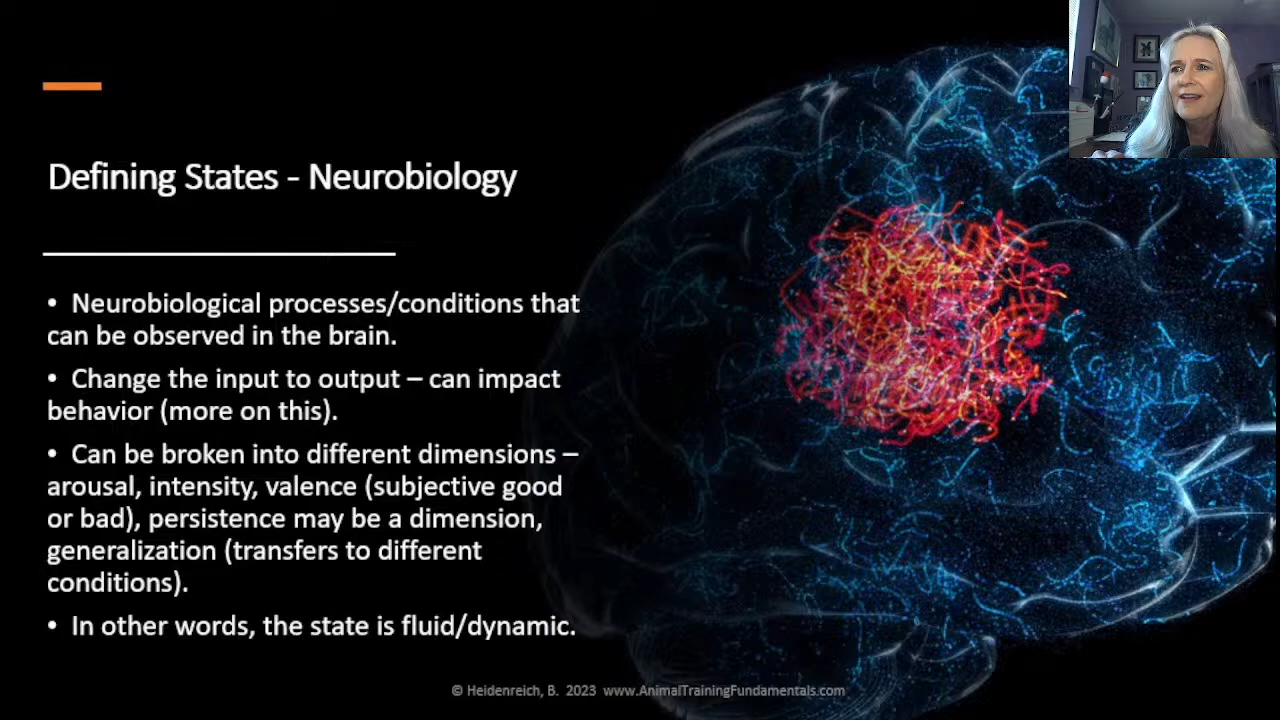 Defining States - Neurobiology
• Neurobiological processes/conditions that
can be observed in the brain.
• Change the input to output – can impact
behavior (more on this).
• Can be broken into different dimensions –
arousal, intensity, valence (subjective good
or bad), persistence may be a dimension,
generalization (transfers to different
conditions).
• In other words, the state is fluid/dynamic.
© Heidenreich, B. 2023 www.AnimalTrainingFundamentals.com